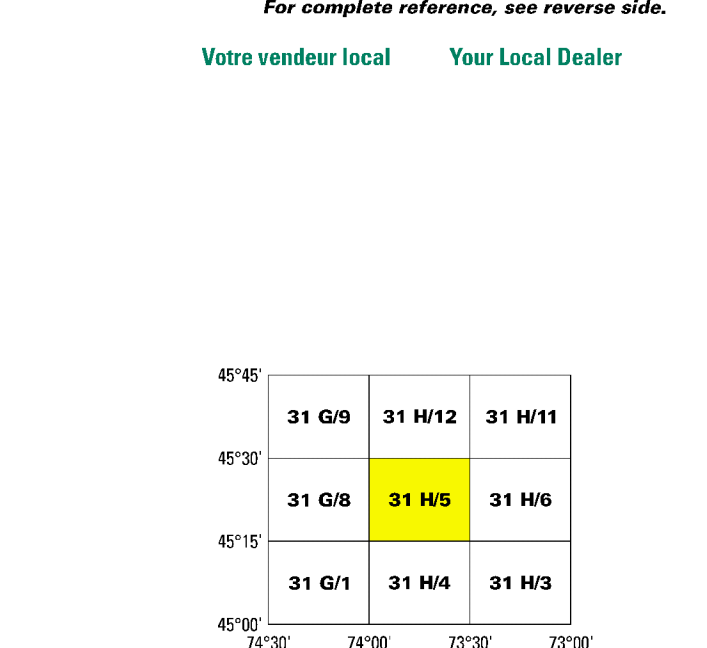 For complete reference, see reverse side.
Votre vendeur local Your Local Dealer
45°45'
31 G/9 31 H/12 31 H/11
45°30'
31 G/8 31 H/5 31 H/6
45°15'
31 G/1 31 H/4 31 H/3
45°00'
74°30' 74°00' 73°30' 73°00'